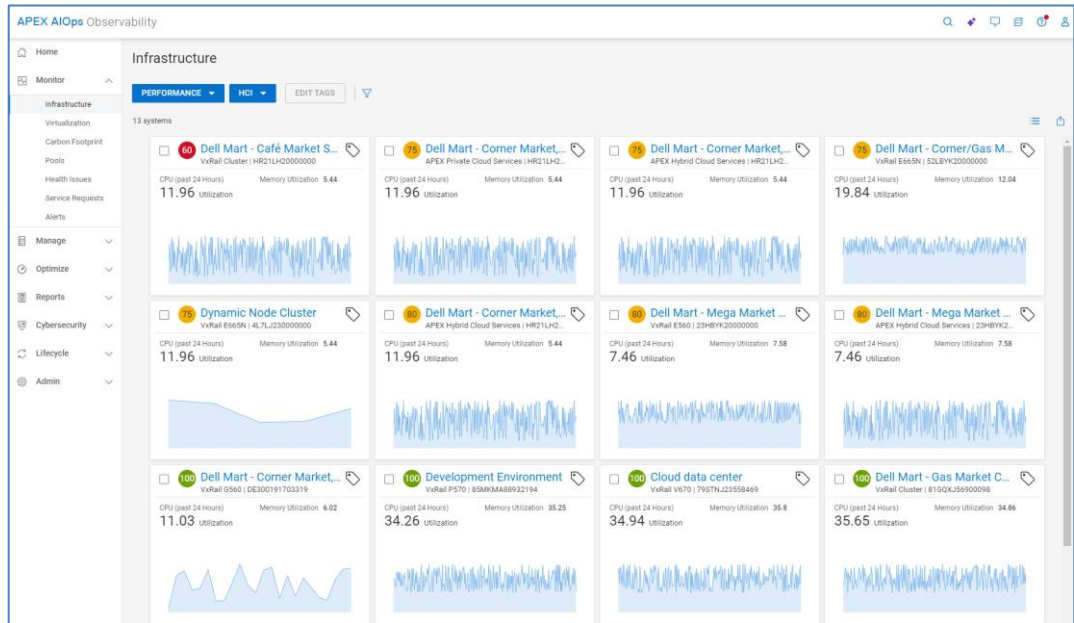 APEX AIOps Observability
Home
Monitor
Infrastructure
Virtualization
Carbon Footprint
Pools
Health Issues
Service Requests
Alerts
Manage
Optimize
Reports
Cybersecurity
Lifecycle
Admin
Infrastructure
PERFORMANCE HCI EDIT TAGS
13 systems
60 Dell Mart - Café Market S...
VxRail Cluster | HR21LH20000000
CPU (past 24 Hours) Memory Utilization 5.44
11.96 Utilization
75 Dell Mart - Corner Market,...
APEX Private Cloud Services | HR21LH2...
CPU (past 24 Hours) Memory Utilization 5.44
11.96 Utilization
75 Dell Mart - Corner Market,...
APEX Hybrid Cloud Services | HR21LH2...
CPU (past 24 Hours) Memory Utilization 5.44
11.96 Utilization
75 Dell Mart - Corner/Gas M...
VxRail E665N | 52LBYK20000000
CPU (past 24 Hours) Memory Utilization 12.04
19.84 Utilization
75 Dynamic Node Cluster
VxRail E665N | 4L7LJ230000000
CPU (past 24 Hours) Memory Utilization 5.44
11.96 Utilization
80 Dell Mart - Corner Market,...
APEX Hybrid Cloud Services | HR21LH2...
CPU (past 24 Hours) Memory Utilization 5.44
11.96 Utilization
80 Dell Mart - Mega Market ...
VxRail E560 | 23HBYK20000000
CPU (past 24 Hours) Memory Utilization 7.58
7.46 Utilization
80 Dell Mart - Mega Market ...
APEX Hybrid Cloud Services | 23HBYK2...
CPU (past 24 Hours) Memory Utilization 7.58
7.46 Utilization
100 Dell Mart - Corner Market,...
VxRail G560 | DE300191703319
CPU (past 24 Hours) Memory Utilization 6.02
11.03 Utilization
100 Development Environment
VxRail P570 | 85MKMA88932194
CPU (past 24 Hours) Memory Utilization 35.25
34.26 Utilization
100 Cloud data center
VxRail V670 | 79STNJ23558469
CPU (past 24 Hours) Memory Utilization 35.8
34.94 Utilization
100 Dell Mart - Gas Market C...
VxRail Cluster | 81GQXJ56900098
CPU (past 24 Hours) Memory Utilization 34.86
35.65 Utilization